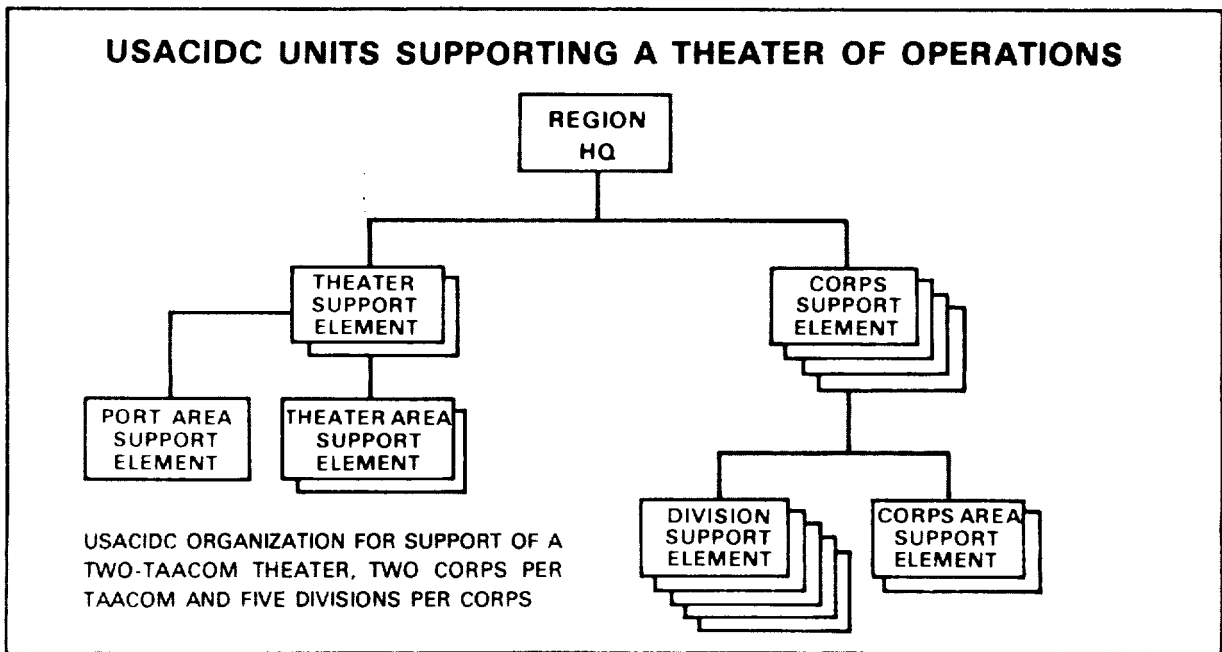 USACIDC UNITS SUPPORTING A THEATER OF OPERATIONS
REGION
HQ
THEATER
SUPPORT
ELEMENT
CORPS
SUPPORT
ELEMENT
PORT AREA
SUPPORT
ELEMENT
THEATER AREA
SUPPORT
ELEMENT
DIVISION
SUPPORT
ELEMENT
CORPS AREA
SUPPORT
ELEMENT
USACIDC ORGANIZATION FOR SUPPORT OF A
TWO-TAACOM THEATER, TWO CORPS PER
TAACOM AND FIVE DIVISIONS PER CORPS